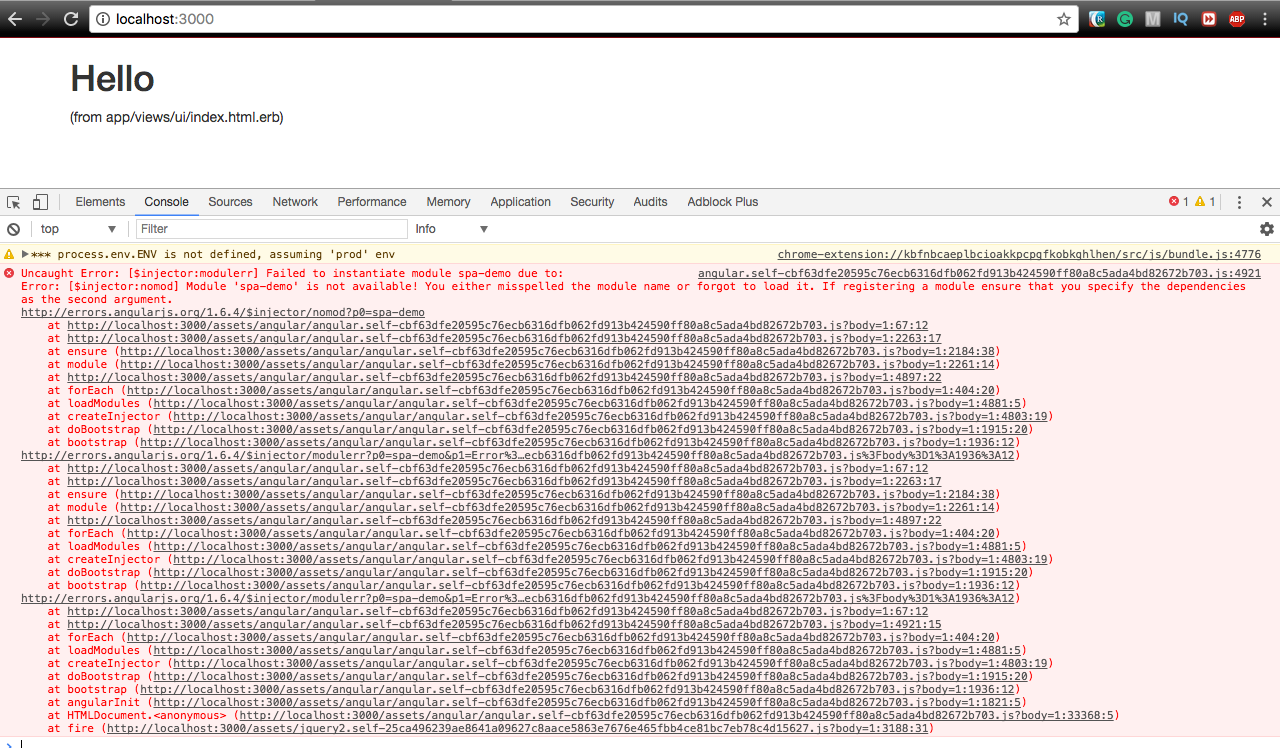 localhost:3000
R
G
M
IQ
ABP
Hello
(from app/views/ui/index.html.erb)
Elements Console Sources Network Performance Memory Application Security Audits Adblock Plus 1 1
top Filter Info
*** process.env.ENV is not defined, assuming 'prod' env chrome-extension://kbfnbcaeplbcioakkpcpgfkobkghlhen/src/js/bundle.js:4776
Uncaught Error: [$injector:modulerr] Failed to instantiate module spa-demo due to: angular.self-cbf63dfe20595c76ecb6316dfb062fd913b424590ff80a8c5ada4bd82672b703.js?body=1:4921
Error: [$injector:nomod] Module 'spa-demo' is not available! You either misspelled the module name or forgot to load it. If registering a module ensure that you specify the dependencies
as the second argument.
http://errors.angularjs.org/1.6.4/$injector/nomod?p0=spa-demo
at http://localhost:3000/assets/angular/angular.self-cbf63dfe20595c76ecb6316dfb062fd913b424590ff80a8c5ada4bd82672b703.js?body=1:67:12
at http://localhost:3000/assets/angular/angular.self-cbf63dfe20595c76ecb6316dfb062fd913b424590ff80a8c5ada4bd82672b703.js?body=1:2263:17
at ensure (http://localhost:3000/assets/angular/angular.self-cbf63dfe20595c76ecb6316dfb062fd913b424590ff80a8c5ada4bd82672b703.js?body=1:2184:38)
at module (http://localhost:3000/assets/angular/angular.self-cbf63dfe20595c76ecb6316dfb062fd913b424590ff80a8c5ada4bd82672b703.js?body=1:2261:14)
at http://localhost:3000/assets/angular/angular.self-cbf63dfe20595c76ecb6316dfb062fd913b424590ff80a8c5ada4bd82672b703.js?body=1:4897:22
at forEach (http://localhost:3000/assets/angular/angular.self-cbf63dfe20595c76ecb6316dfb062fd913b424590ff80a8c5ada4bd82672b703.js?body=1:404:20)
at loadModules (http://localhost:3000/assets/angular/angular.self-cbf63dfe20595c76ecb6316dfb062fd913b424590ff80a8c5ada4bd82672b703.js?body=1:4881:5)
at createInjector (http://localhost:3000/assets/angular/angular.self-cbf63dfe20595c76ecb6316dfb062fd913b424590ff80a8c5ada4bd82672b703.js?body=1:4803:19)
at doBootstrap (http://localhost:3000/assets/angular/angular.self-cbf63dfe20595c76ecb6316dfb062fd913b424590ff80a8c5ada4bd82672b703.js?body=1:1915:20)
at bootstrap (http://localhost:3000/assets/angular/angular.self-cbf63dfe20595c76ecb6316dfb062fd913b424590ff80a8c5ada4bd82672b703.js?body=1:1936:12)
http://errors.angularjs.org/1.6.4/$injector/modulerr?p0=spa-demo&p1=Error%3…ecb6316dfb062fd913b424590ff80a8c5ada4bd82672b703.js%3Fbody%3D1%3A1936%3A12)
at http://localhost:3000/assets/angular/angular.self-cbf63dfe20595c76ecb6316dfb062fd913b424590ff80a8c5ada4bd82672b703.js?body=1:67:12
at http://localhost:3000/assets/angular/angular.self-cbf63dfe20595c76ecb6316dfb062fd913b424590ff80a8c5ada4bd82672b703.js?body=1:2263:17
at ensure (http://localhost:3000/assets/angular/angular.self-cbf63dfe20595c76ecb6316dfb062fd913b424590ff80a8c5ada4bd82672b703.js?body=1:2184:38)
at module (http://localhost:3000/assets/angular/angular.self-cbf63dfe20595c76ecb6316dfb062fd913b424590ff80a8c5ada4bd82672b703.js?body=1:2261:14)
at http://localhost:3000/assets/angular/angular.self-cbf63dfe20595c76ecb6316dfb062fd913b424590ff80a8c5ada4bd82672b703.js?body=1:4897:22
at forEach (http://localhost:3000/assets/angular/angular.self-cbf63dfe20595c76ecb6316dfb062fd913b424590ff80a8c5ada4bd82672b703.js?body=1:404:20)
at loadModules (http://localhost:3000/assets/angular/angular.self-cbf63dfe20595c76ecb6316dfb062fd913b424590ff80a8c5ada4bd82672b703.js?body=1:4881:5)
at createInjector (http://localhost:3000/assets/angular/angular.self-cbf63dfe20595c76ecb6316dfb062fd913b424590ff80a8c5ada4bd82672b703.js?body=1:4803:19)
at doBootstrap (http://localhost:3000/assets/angular/angular.self-cbf63dfe20595c76ecb6316dfb062fd913b424590ff80a8c5ada4bd82672b703.js?body=1:1915:20)
at bootstrap (http://localhost:3000/assets/angular/angular.self-cbf63dfe20595c76ecb6316dfb062fd913b424590ff80a8c5ada4bd82672b703.js?body=1:1936:12)
http://errors.angularjs.org/1.6.4/$injector/modulerr?p0=spa-demo&p1=Error%3…ecb6316dfb062fd913b424590ff80a8c5ada4bd82672b703.js%3Fbody%3D1%3A1936%3A12)
at http://localhost:3000/assets/angular/angular.self-cbf63dfe20595c76ecb6316dfb062fd913b424590ff80a8c5ada4bd82672b703.js?body=1:67:12
at http://localhost:3000/assets/angular/angular.self-cbf63dfe20595c76ecb6316dfb062fd913b424590ff80a8c5ada4bd82672b703.js?body=1:4921:15
at forEach (http://localhost:3000/assets/angular/angular.self-cbf63dfe20595c76ecb6316dfb062fd913b424590ff80a8c5ada4bd82672b703.js?body=1:404:20)
at loadModules (http://localhost:3000/assets/angular/angular.self-cbf63dfe20595c76ecb6316dfb062fd913b424590ff80a8c5ada4bd82672b703.js?body=1:4881:5)
at createInjector (http://localhost:3000/assets/angular/angular.self-cbf63dfe20595c76ecb6316dfb062fd913b424590ff80a8c5ada4bd82672b703.js?body=1:4803:19)
at doBootstrap (http://localhost:3000/assets/angular/angular.self-cbf63dfe20595c76ecb6316dfb062fd913b424590ff80a8c5ada4bd82672b703.js?body=1:1915:20)
at bootstrap (http://localhost:3000/assets/angular/angular.self-cbf63dfe20595c76ecb6316dfb062fd913b424590ff80a8c5ada4bd82672b703.js?body=1:1936:12)
at angularInit (http://localhost:3000/assets/angular/angular.self-cbf63dfe20595c76ecb6316dfb062fd913b424590ff80a8c5ada4bd82672b703.js?body=1:1821:5)
at HTMLDocument.<anonymous> (http://localhost:3000/assets/angular/angular.self-cbf63dfe20595c76ecb6316dfb062fd913b424590ff80a8c5ada4bd82672b703.js?body=1:33368:5)
at fire (http://localhost:3000/assets/jquery2.self-25ca496239ae8641a09627c8aace5863e7676e465fbb4ce81bc7eb78c4d15627.js?body=1:3188:31)